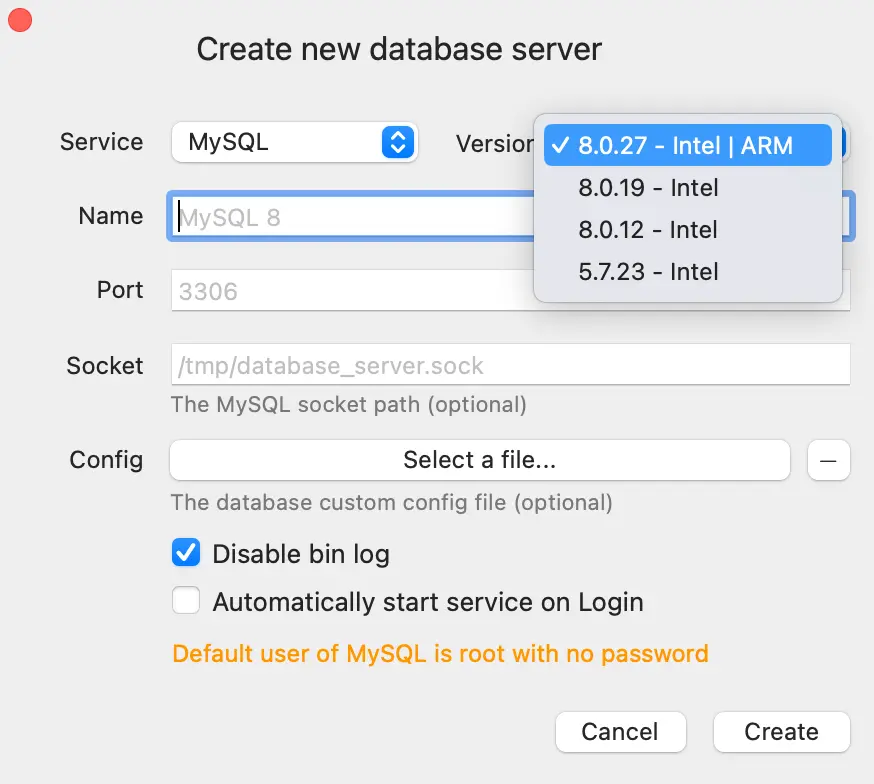 Create new database server
Service MySQL Version
✓ 8.0.27 - Intel | ARM
8.0.19 - Intel
8.0.12 - Intel
5.7.23 - Intel
Name MySQL 8
Port 3306
Socket /tmp/database_server.sock
The MySQL socket path (optional)
Config Select a file... –
The database custom config file (optional)
Disable bin log
Automatically start service on Login
Default user of MySQL is root with no password
Cancel Create